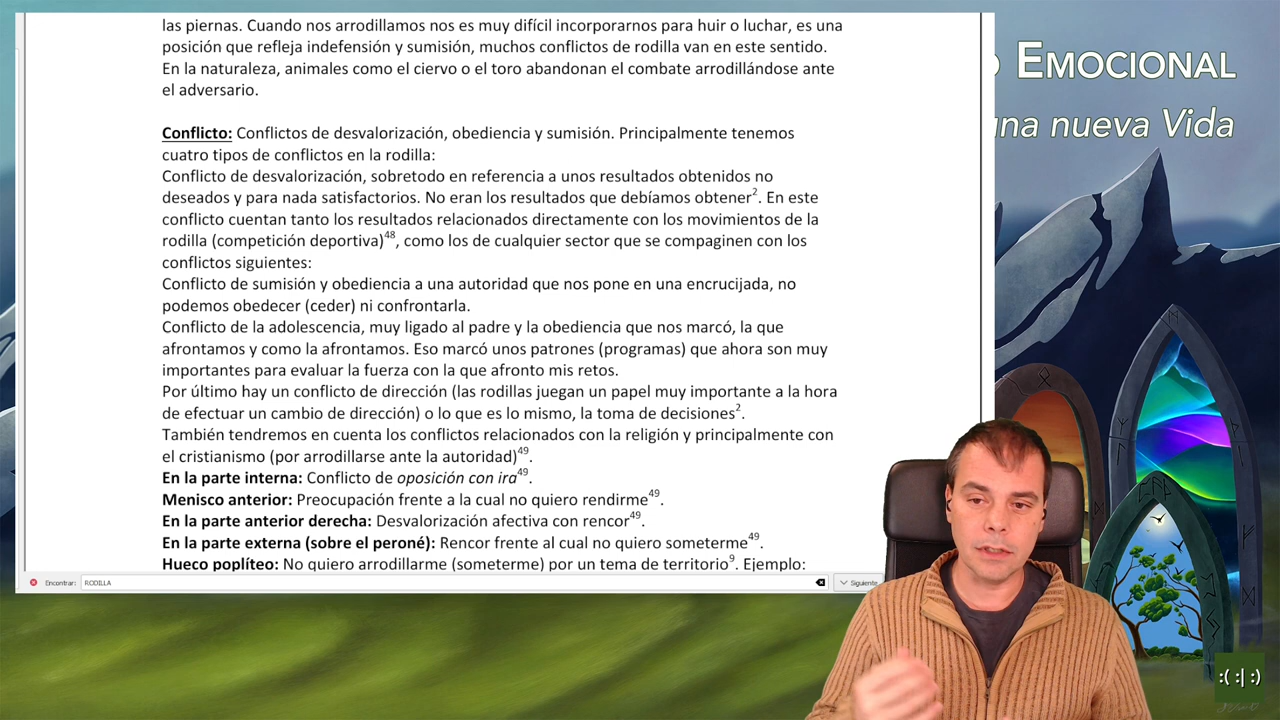 las piernas. Cuando nos arrodillamos nos es muy difícil incorporarnos para huir o luchar, es una
posición que refleja indefensión y sumisión, muchos conflictos de rodilla van en este sentido.
En la naturaleza, animales como el ciervo o el toro abandonan el combate arrodillándose ante
el adversario.
Conflicto: Conflictos de desvalorización, obediencia y sumisión. Principalmente tenemos
cuatro tipos de conflictos en la rodilla:
Conflicto de desvalorización, sobretodo en referencia a unos resultados obtenidos no
deseados y para nada satisfactorios. No eran los resultados que debíamos obtener². En este
conflicto cuentan tanto los resultados relacionados directamente con los movimientos de la
rodilla (competición deportiva)⁴⁸, como los de cualquier sector que se compaginen con los
conflictos siguientes:
Conflicto de sumisión y obediencia a una autoridad que nos pone en una encrucijada, no
podemos obedecer (ceder) ni confrontarla.
Conflicto de la adolescencia, muy ligado al padre y la obediencia que nos marcó, la que
afrontamos y como la afrontamos. Eso marcó unos patrones (programas) que ahora son muy
importantes para evaluar la fuerza con la que afronto mis retos.
Por último hay un conflicto de dirección (las rodillas juegan un papel muy importante a la hora
de efectuar un cambio de dirección) o lo que es lo mismo, la toma de decisiones².
También tendremos en cuenta los conflictos relacionados con la religión y principalmente con
el cristianismo (por arrodillarse ante la autoridad)⁴⁹.
En la parte interna: Conflicto de oposición con ira⁴⁹.
Menisco anterior: Preocupación frente a la cual no quiero rendirme⁴⁹.
En la parte anterior derecha: Desvalorización afectiva con rencor⁴⁹.
En la parte externa (sobre el peroné): Rencor frente al cual no quiero someterme⁴⁹.
Hueco poplíteo: No quiero arrodillarme (someterme) por un tema de territorio⁹. Ejemplo:
Encontrar: RODILLA
Siguiente
EMOCIONAL
una nueva Vida
:( :| :)